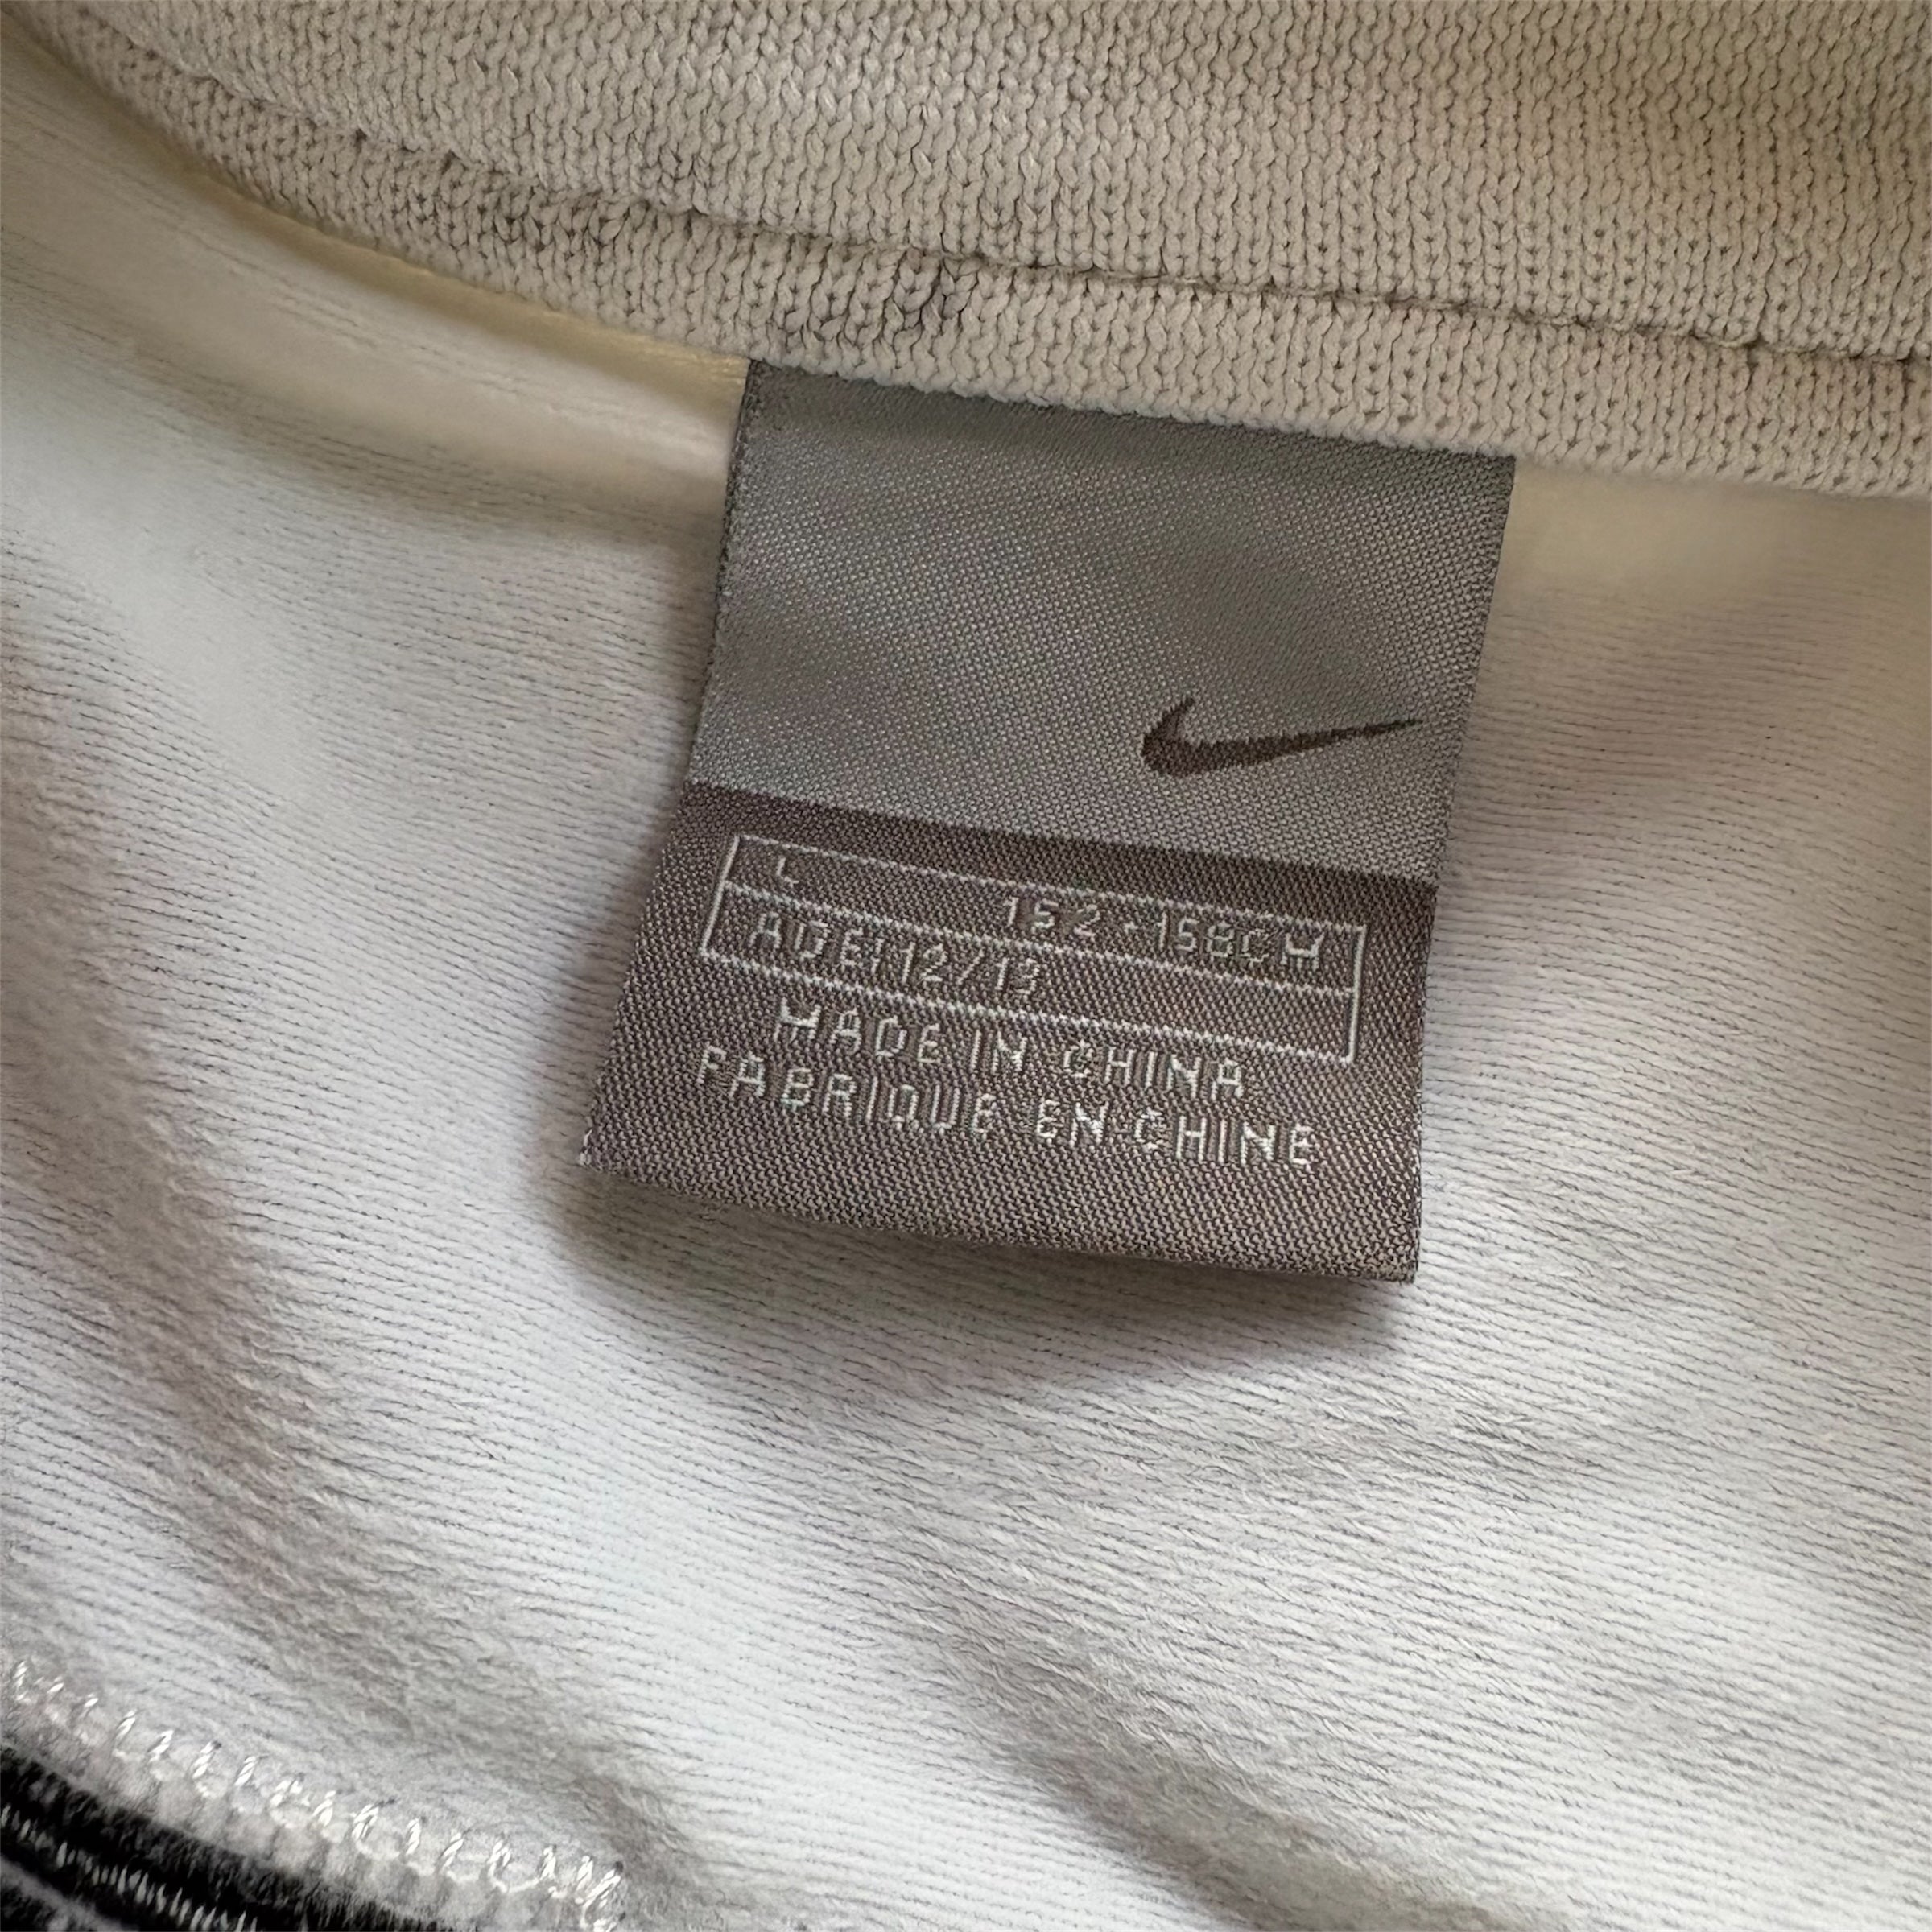 L 152-158CM
AGE:12/13
MADE IN CHINA
FABRIQUE EN CHINE